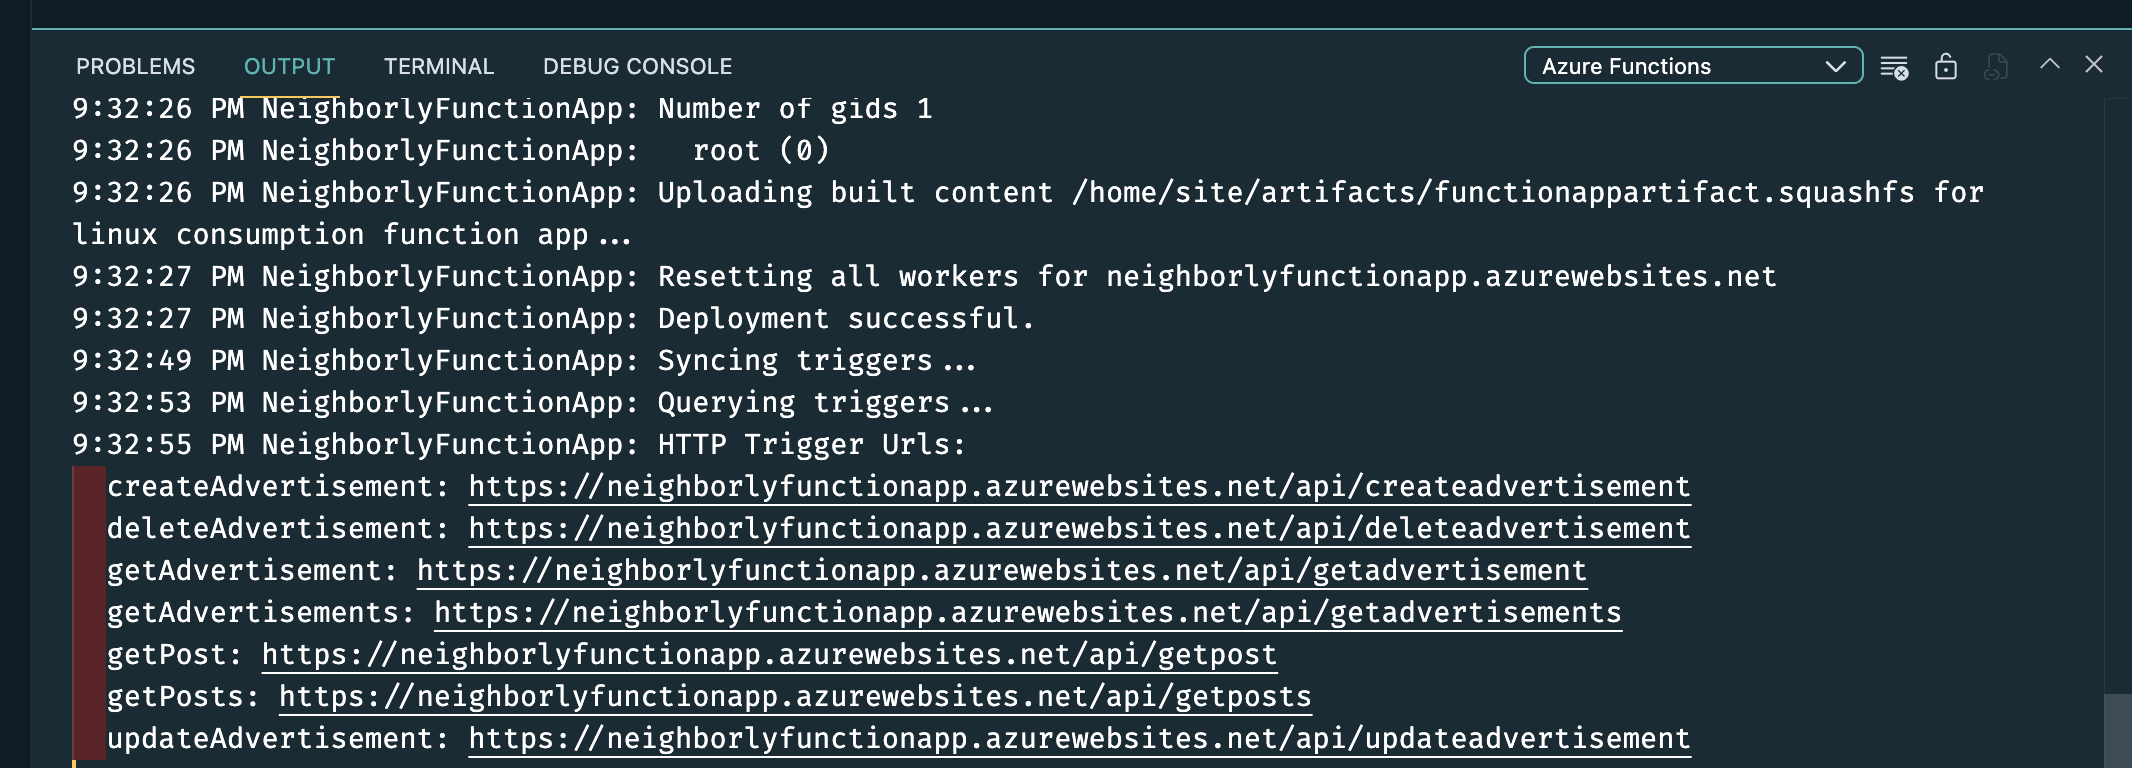 PROBLEMS OUTPUT TERMINAL DEBUG CONSOLE Azure Functions
9:32:26 PM NeighborlyFunctionApp: Number of gids 1
9:32:26 PM NeighborlyFunctionApp:   root (0)
9:32:26 PM NeighborlyFunctionApp: Uploading built content /home/site/artifacts/functionappartifact.squashfs for
linux consumption function app...
9:32:27 PM NeighborlyFunctionApp: Resetting all workers for neighborlyfunctionapp.azurewebsites.net
9:32:27 PM NeighborlyFunctionApp: Deployment successful.
9:32:49 PM NeighborlyFunctionApp: Syncing triggers...
9:32:53 PM NeighborlyFunctionApp: Querying triggers...
9:32:55 PM NeighborlyFunctionApp: HTTP Trigger Urls:
createAdvertisement: https://neighborlyfunctionapp.azurewebsites.net/api/createadvertisement
deleteAdvertisement: https://neighborlyfunctionapp.azurewebsites.net/api/deleteadvertisement
getAdvertisement: https://neighborlyfunctionapp.azurewebsites.net/api/getadvertisement
getAdvertisements: https://neighborlyfunctionapp.azurewebsites.net/api/getadvertisements
getPost: https://neighborlyfunctionapp.azurewebsites.net/api/getpost
getPosts: https://neighborlyfunctionapp.azurewebsites.net/api/getposts
updateAdvertisement: https://neighborlyfunctionapp.azurewebsites.net/api/updateadvertisement